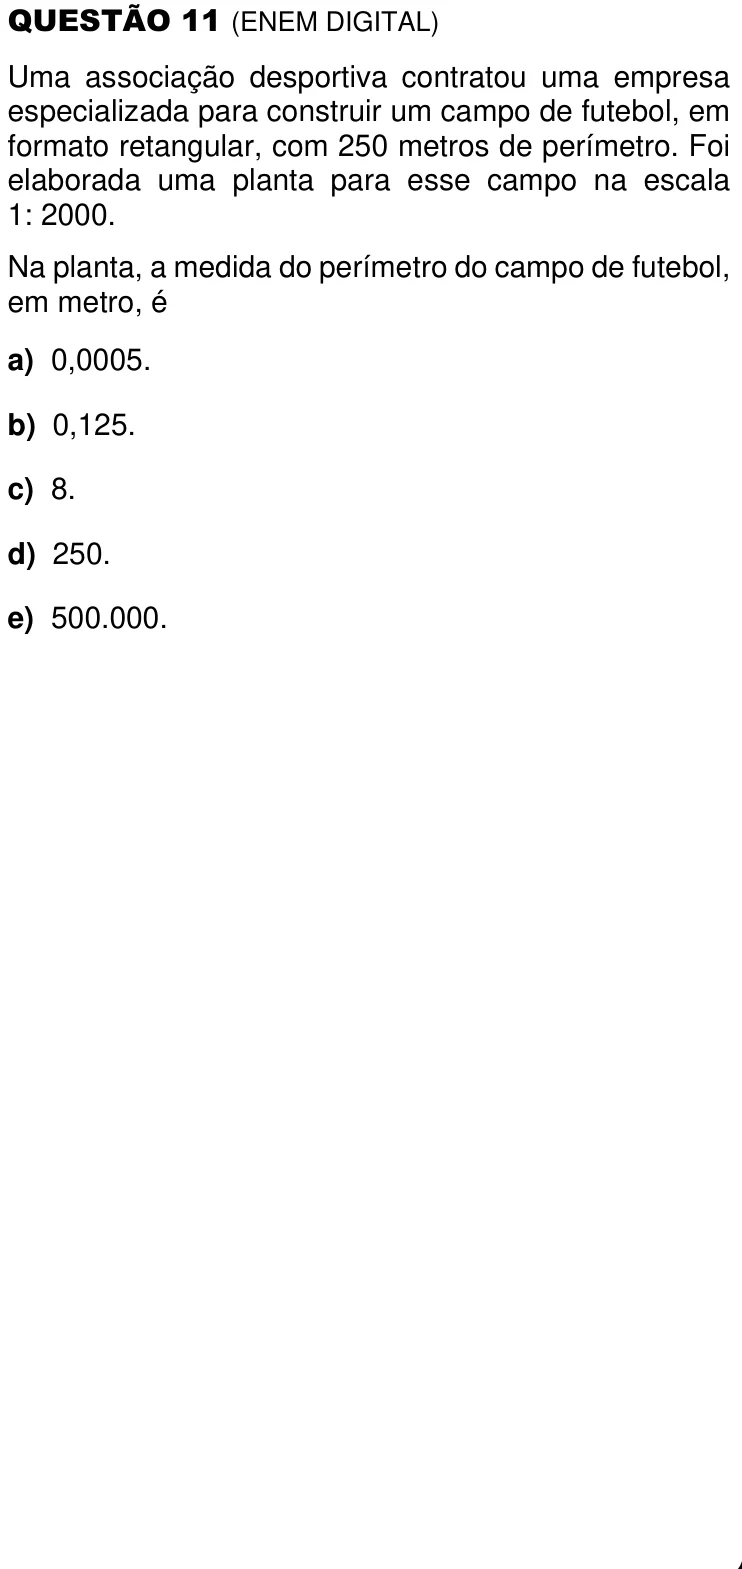 QUESTÃO 11 (ENEM DIGITAL)
Uma associação desportiva contratou uma empresa
especializada para construir um campo de futebol, em
formato retangular, com 250 metros de perímetro. Foi
elaborada uma planta para esse campo na escala
1: 2000.
Na planta, a medida do perímetro do campo de futebol,
em metro, é
a) 0,0005.
b) 0,125.
c) 8.
d) 250.
e) 500.000.